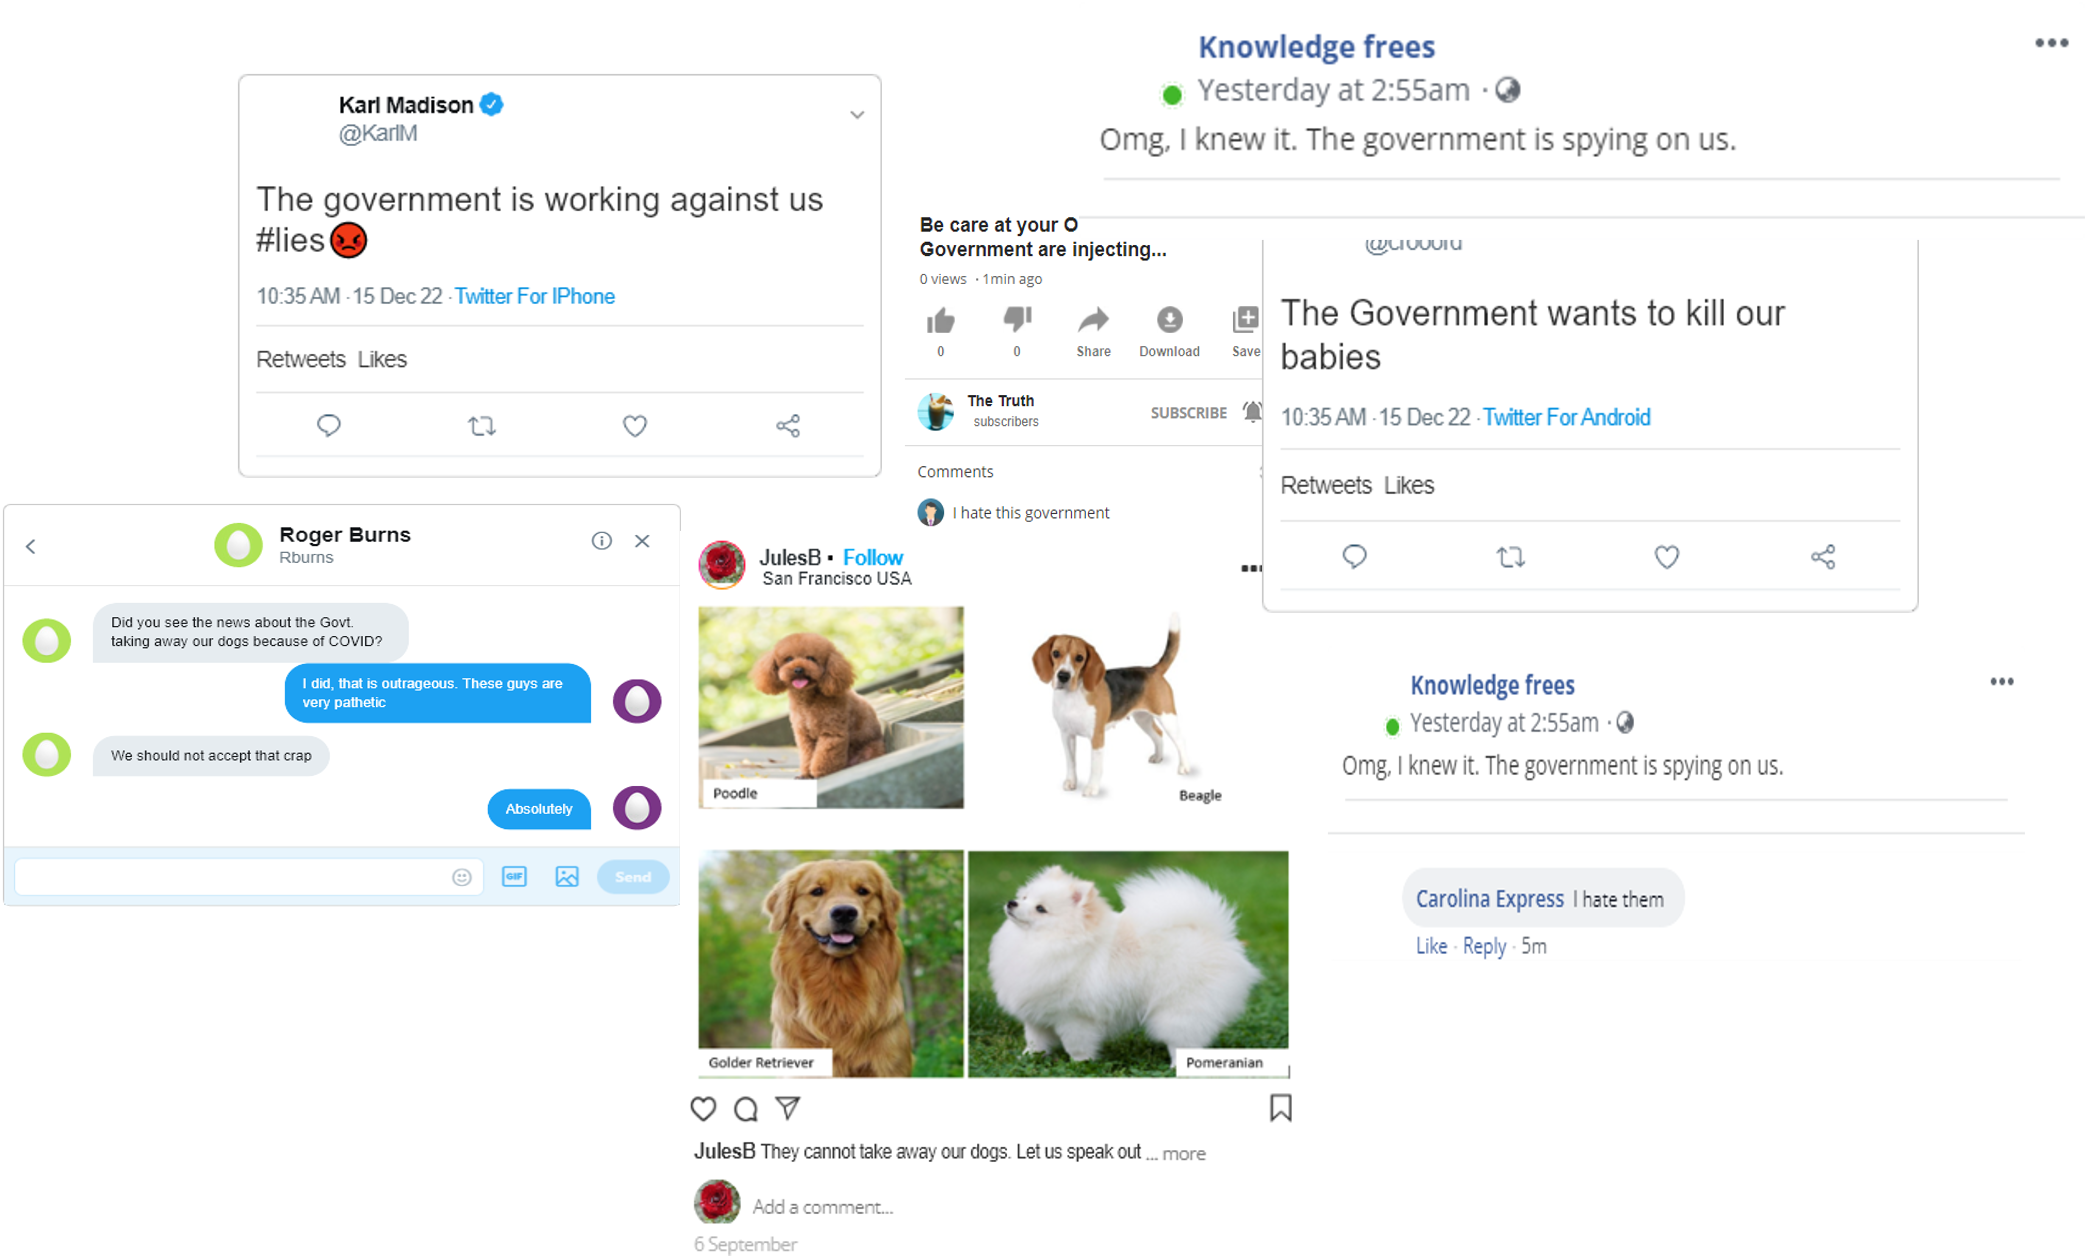 Karl Madison
@KarlM
The government is working against us
#lies😡
10:35 AM · 15 Dec 22 · Twitter For IPhone
Retweets Likes
Knowledge frees
Yesterday at 2:55am ·
Omg, I knew it. The government is spying on us.
Be care at your O
Government are injecting...
0 views · 1min ago
0 0 Share Download Save
The Truth
subscribers
SUBSCRIBE
Comments
I hate this government
The Government wants to kill our
babies
10:35 AM · 15 Dec 22 · Twitter For Android
Retweets Likes
Roger Burns
Rburns
Did you see the news about the Govt.
taking away our dogs because of COVID?
I did, that is outrageous. These guys are
very pathetic
We should not accept that crap
Absolutely
GIF
Send
JulesB • Follow
San Francisco USA
Poodle
Beagle
Golder Retriever
Pomeranian
JulesB They cannot take away our dogs. Let us speak out ... more
Add a comment...
6 September
Knowledge frees
Yesterday at 2:55am ·
Omg, I knew it. The government is spying on us.
Carolina Express I hate them
Like · Reply · 5m